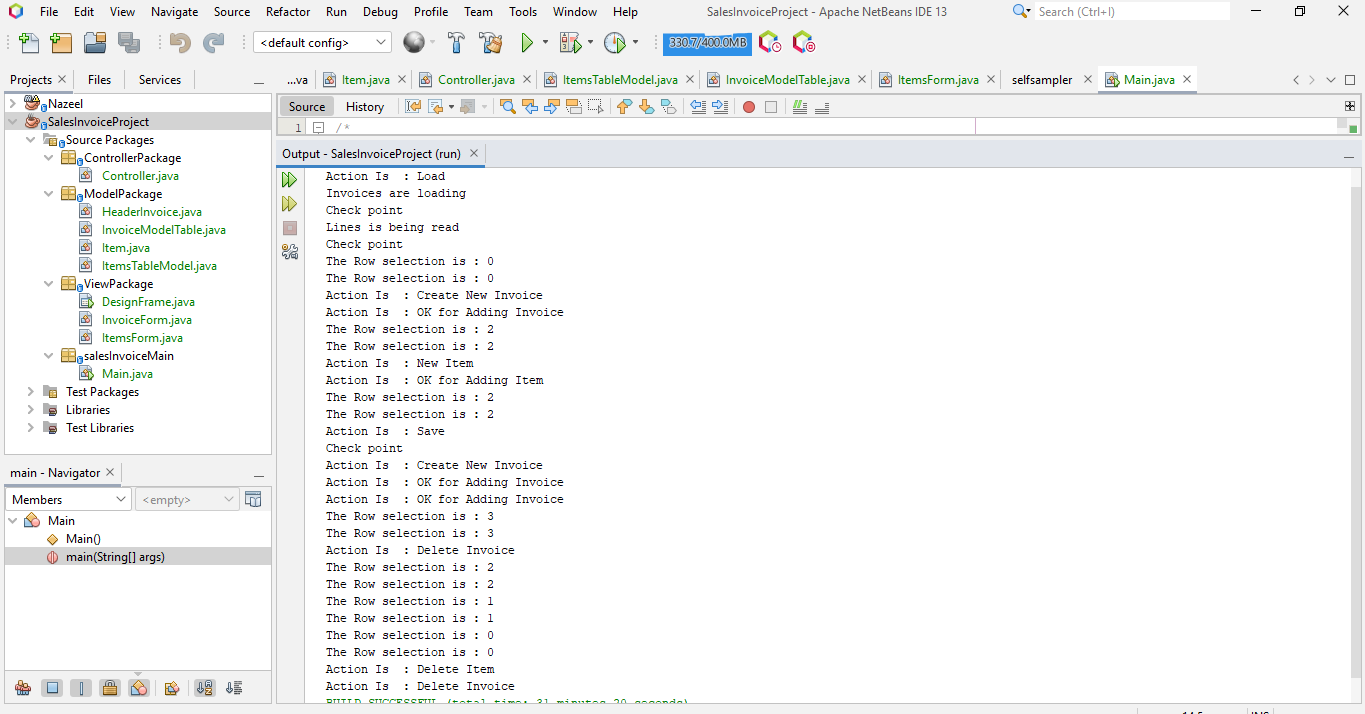 File Edit View Navigate Source Refactor Run Debug Profile Team Tools Window Help SalesInvoiceProject - Apache NetBeans IDE 13 Search (Ctrl+I)
<default config> 330.7/400.0MB
Projects Files Services
...va Item.java Controller.java ItemsTableModel.java InvoiceModelTable.java ItemsForm.java selfsampler Main.java
Nazeel
SalesInvoiceProject
Source Packages
ControllerPackage
Controller.java
ModelPackage
HeaderInvoice.java
InvoiceModelTable.java
Item.java
ItemsTableModel.java
ViewPackage
DesignFrame.java
InvoiceForm.java
ItemsForm.java
salesInvoiceMain
Main.java
Test Packages
Libraries
Test Libraries
main - Navigator
Members <empty>
Main
Main()
main(String[] args)
Source History
1 /*
Output - SalesInvoiceProject (run)
Action Is  : Load
Invoices are loading
Check point
Lines is being read
Check point
The Row selection is : 0
The Row selection is : 0
Action Is  : Create New Invoice
Action Is  : OK for Adding Invoice
The Row selection is : 2
The Row selection is : 2
Action Is  : New Item
Action Is  : OK for Adding Item
The Row selection is : 2
The Row selection is : 2
Action Is  : Save
Check point
Action Is  : Create New Invoice
Action Is  : OK for Adding Invoice
Action Is  : OK for Adding Invoice
The Row selection is : 3
The Row selection is : 3
Action Is  : Delete Invoice
The Row selection is : 2
The Row selection is : 2
The Row selection is : 1
The Row selection is : 1
The Row selection is : 0
The Row selection is : 0
Action Is  : Delete Item
Action Is  : Delete Invoice
BUILD SUCCESSFUL (total time: 31 minutes 20 seconds)